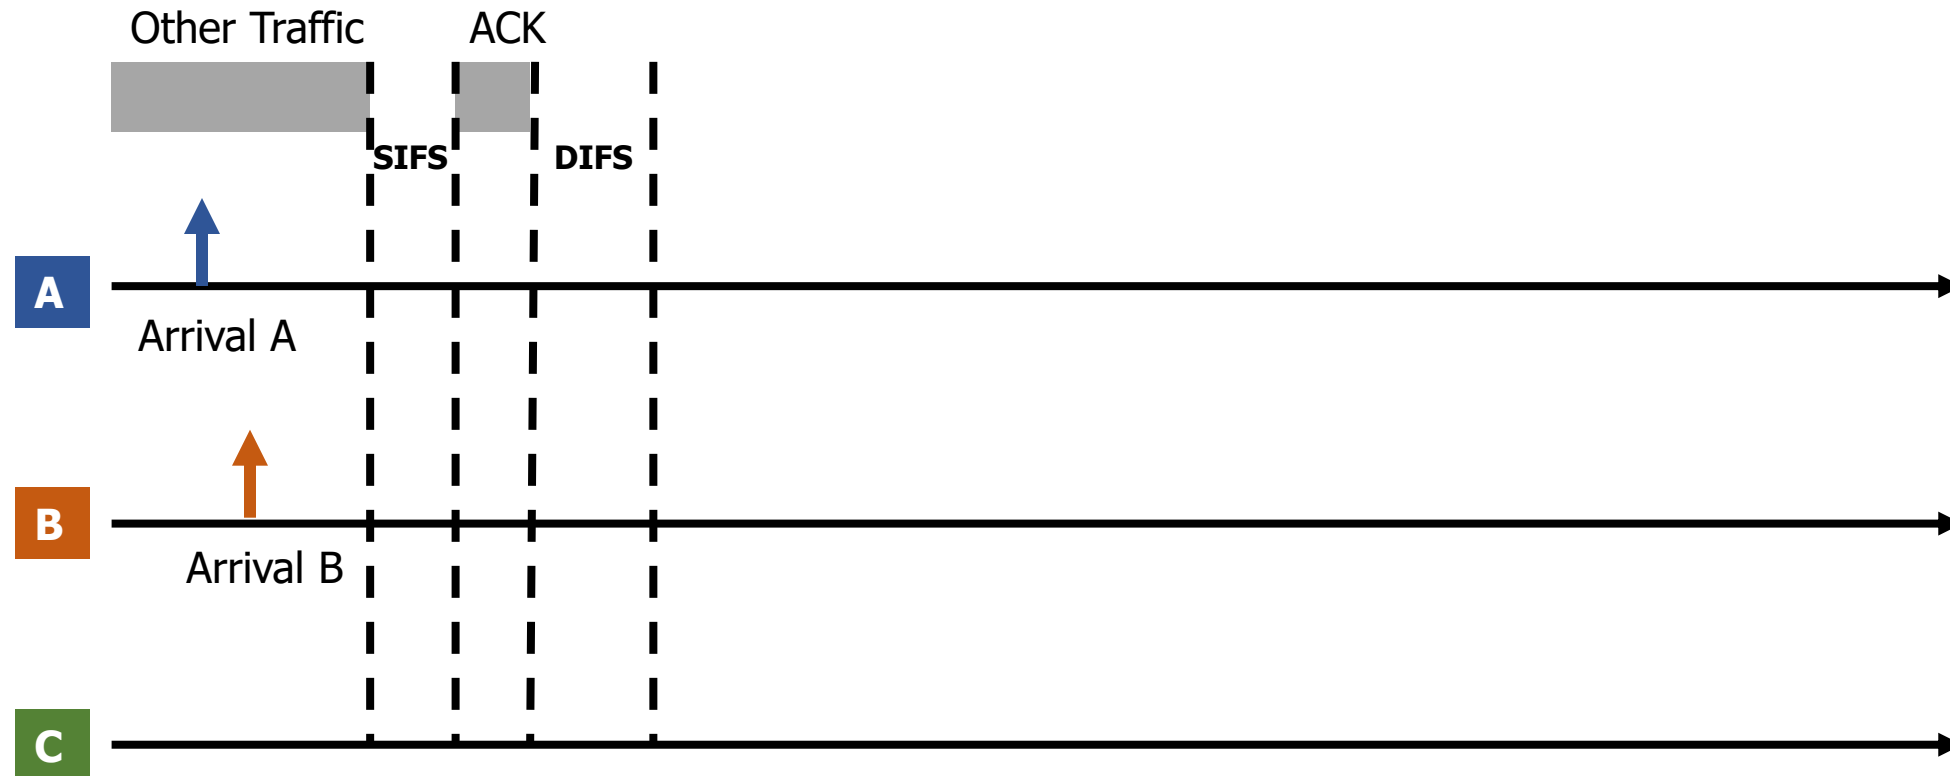 Other Traffic
ACK
SIFS
DIFS
A
Arrival A
B
Arrival B
C